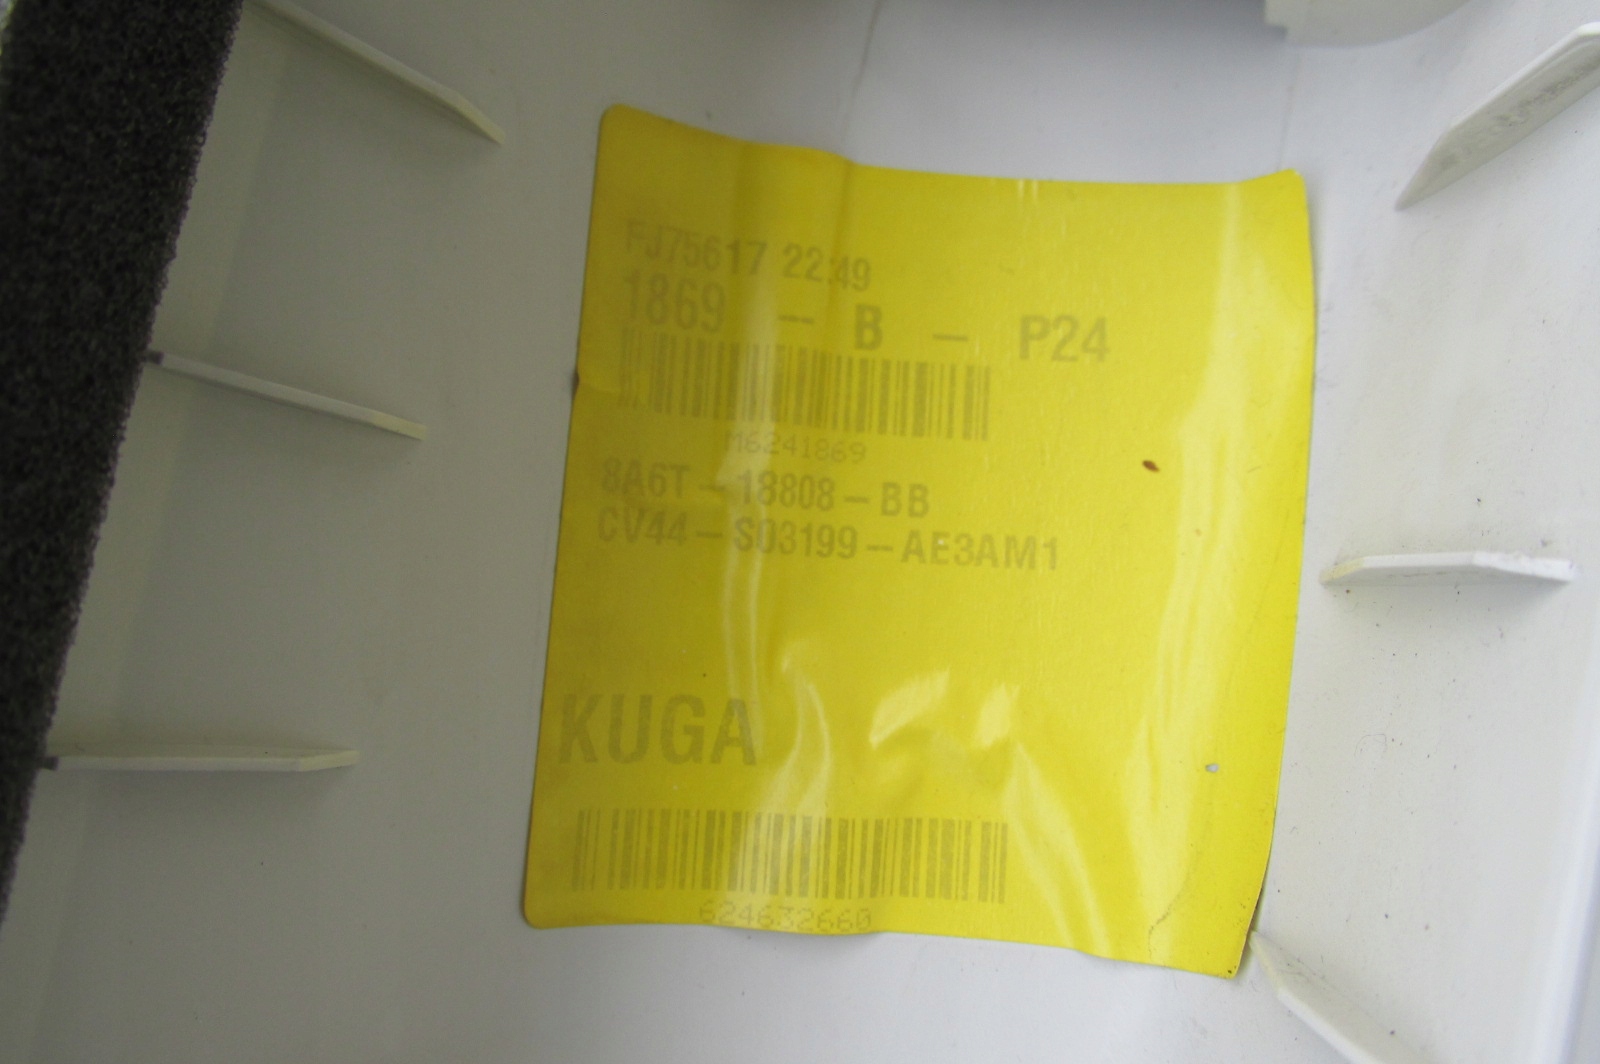 FJ75617 22:49
1869 -- B - P24
M6241869
8A6T-18808-BB
CV44-S03199-AE3AM1
KUGA
624632660